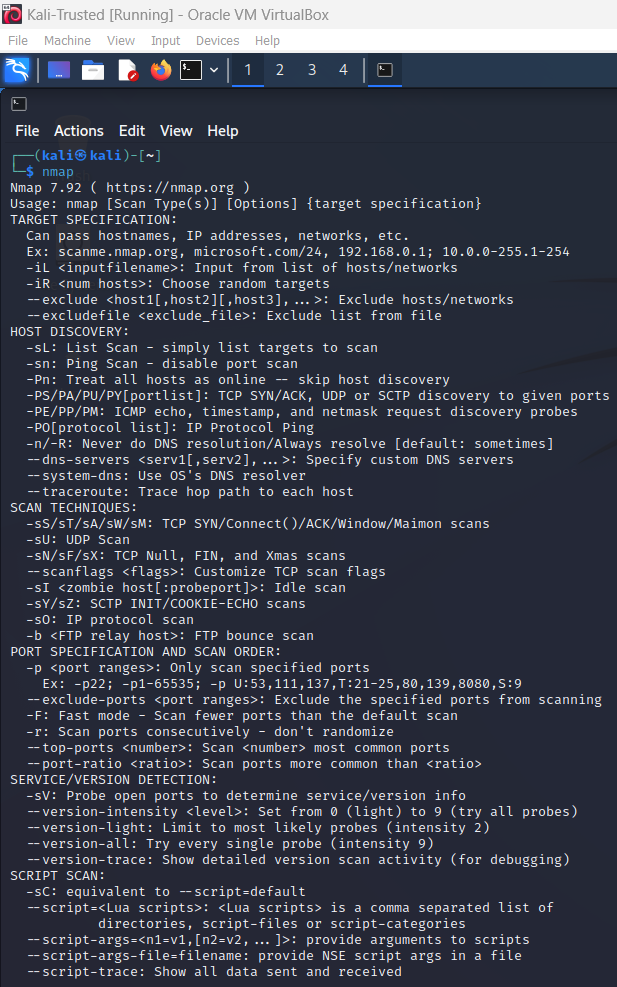 Kali-Trusted [Running] - Oracle VM VirtualBox
File Machine View Input Devices Help
1 2 3 4
File Actions Edit View Help
┌──(kali㉿kali)-[~]
└─$ nmap
Nmap 7.92 ( https://nmap.org )
Usage: nmap [Scan Type(s)] [Options] {target specification}
TARGET SPECIFICATION:
  Can pass hostnames, IP addresses, networks, etc.
  Ex: scanme.nmap.org, microsoft.com/24, 192.168.0.1; 10.0.0-255.1-254
  -iL <inputfilename>: Input from list of hosts/networks
  -iR <num hosts>: Choose random targets
  --exclude <host1[,host2][,host3],...>: Exclude hosts/networks
  --excludefile <exclude_file>: Exclude list from file
HOST DISCOVERY:
  -sL: List Scan - simply list targets to scan
  -sn: Ping Scan - disable port scan
  -Pn: Treat all hosts as online -- skip host discovery
  -PS/PA/PU/PY[portlist]: TCP SYN/ACK, UDP or SCTP discovery to given ports
  -PE/PP/PM: ICMP echo, timestamp, and netmask request discovery probes
  -PO[protocol list]: IP Protocol Ping
  -n/-R: Never do DNS resolution/Always resolve [default: sometimes]
  --dns-servers <serv1[,serv2],...>: Specify custom DNS servers
  --system-dns: Use OS's DNS resolver
  --traceroute: Trace hop path to each host
SCAN TECHNIQUES:
  -sS/sT/sA/sW/sM: TCP SYN/Connect()/ACK/Window/Maimon scans
  -sU: UDP Scan
  -sN/sF/sX: TCP Null, FIN, and Xmas scans
  --scanflags <flags>: Customize TCP scan flags
  -sI <zombie host[:probeport]>: Idle scan
  -sY/sZ: SCTP INIT/COOKIE-ECHO scans
  -sO: IP protocol scan
  -b <FTP relay host>: FTP bounce scan
PORT SPECIFICATION AND SCAN ORDER:
  -p <port ranges>: Only scan specified ports
    Ex: -p22; -p1-65535; -p U:53,111,137,T:21-25,80,139,8080,S:9
  --exclude-ports <port ranges>: Exclude the specified ports from scanning
  -F: Fast mode - Scan fewer ports than the default scan
  -r: Scan ports consecutively - don't randomize
  --top-ports <number>: Scan <number> most common ports
  --port-ratio <ratio>: Scan ports more common than <ratio>
SERVICE/VERSION DETECTION:
  -sV: Probe open ports to determine service/version info
  --version-intensity <level>: Set from 0 (light) to 9 (try all probes)
  --version-light: Limit to most likely probes (intensity 2)
  --version-all: Try every single probe (intensity 9)
  --version-trace: Show detailed version scan activity (for debugging)
SCRIPT SCAN:
  -sC: equivalent to --script=default
  --script=<Lua scripts>: <Lua scripts> is a comma separated list of
           directories, script-files or script-categories
  --script-args=<n1=v1,[n2=v2,...]>: provide arguments to scripts
  --script-args-file=filename: provide NSE script args in a file
  --script-trace: Show all data sent and received